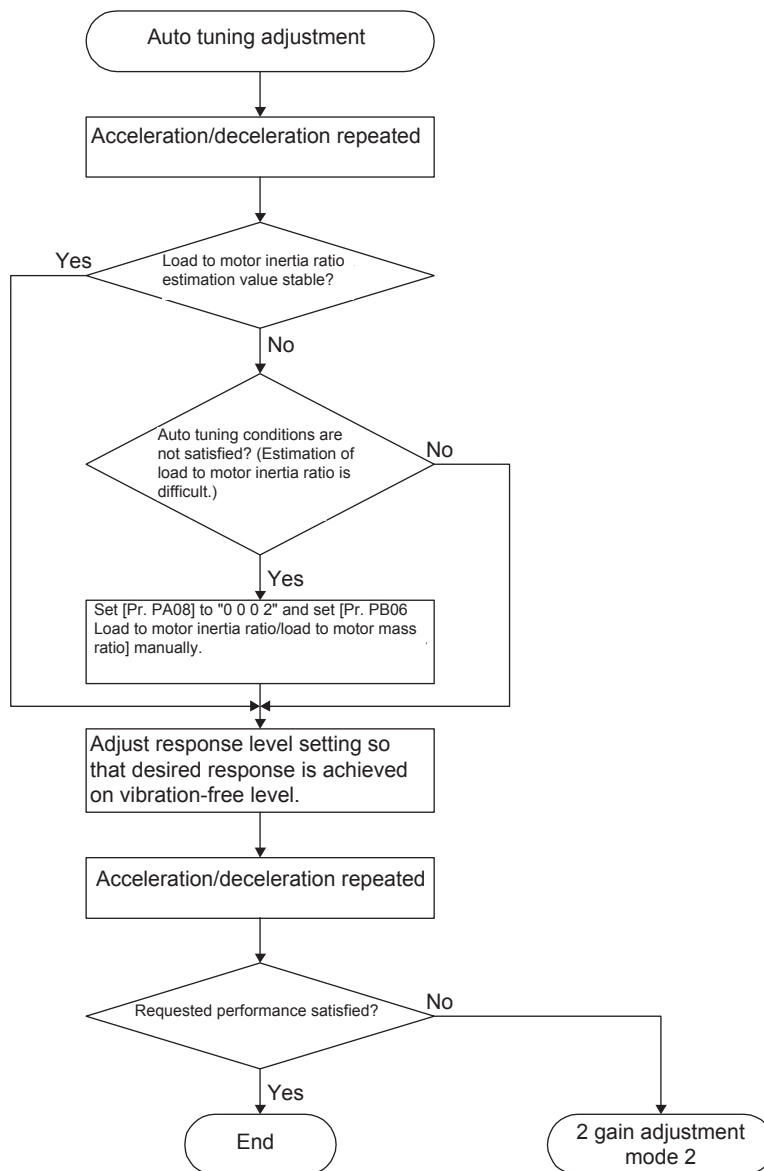 Auto tuning adjustment
Acceleration/deceleration repeated
Yes
Load to motor inertia ratio
estimation value stable?
No
Auto tuning conditions are
not satisfied? (Estimation of
load to motor inertia ratio is
difficult.)
No
Yes
Set [Pr. PA08] to "0 0 0 2" and set [Pr. PB06
Load to motor inertia ratio/load to motor mass
ratio] manually.
Adjust response level setting so
that desired response is achieved
on vibration-free level.
Acceleration/deceleration repeated
Requested performance satisfied?
No
Yes
End
2 gain adjustment
mode 2